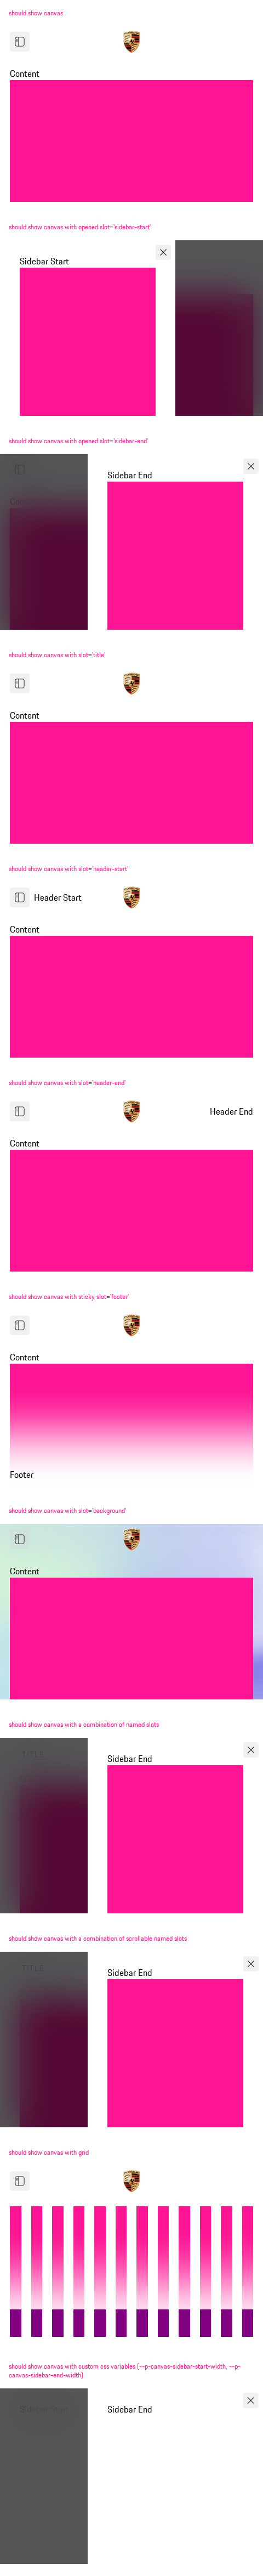 should show canvas
Content
should show canvas with opened slot='sidebar-start'
Sidebar Start
should show canvas with opened slot='sidebar-end'
Sidebar End
should show canvas with slot='title'
Content
should show canvas with slot='header-start'
Header Start
Content
should show canvas with slot='header-end'
Header End
Content
should show canvas with sticky slot='footer'
Content
Footer
should show canvas with slot='background'
Content
should show canvas with a combination of named slots
Sidebar End
should show canvas with a combination of scrollable named slots
Sidebar End
should show canvas with grid
should show canvas with custom css variables (--p-canvas-sidebar-start-width, --p-
canvas-sidebar-end-width)
Sidebar End